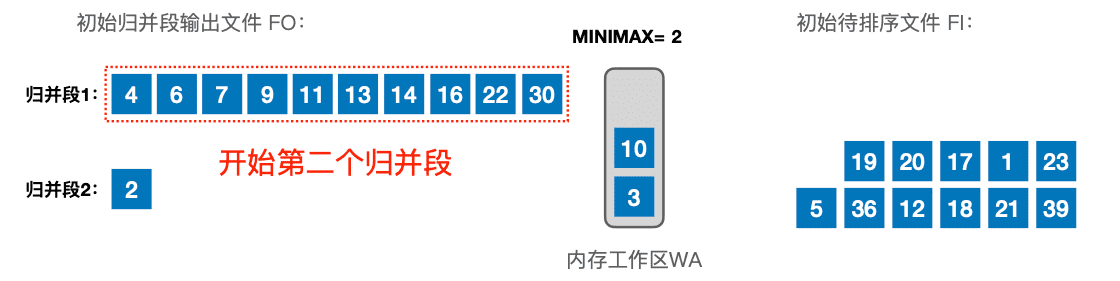 初始归并段输出文件 FO：
MINIMAX= 2
初始待排序文件 FI：
归并段1： 4 6 7 9 11 13 14 16 22 30
开始第二个归并段
归并段2： 2
10
3
19 20 17 1 23
5 36 12 18 21 39
内存工作区WA